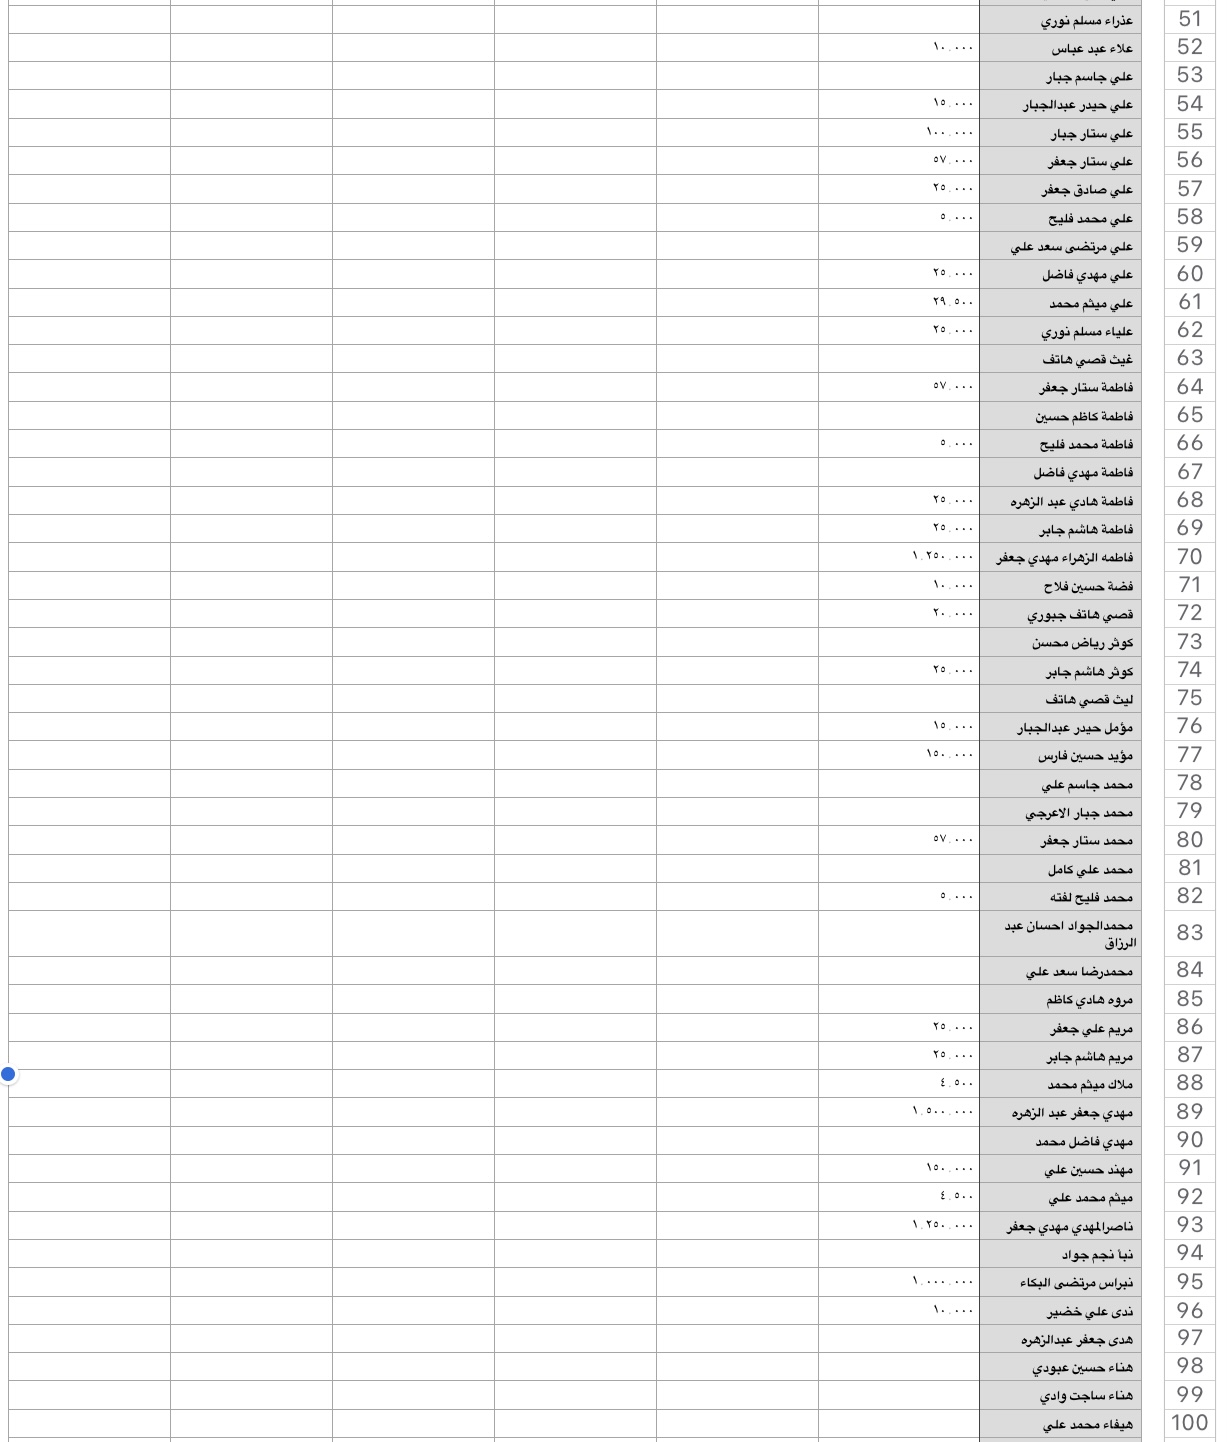 51 عذراء مسلم نوري
52 علاء عبد عباس ١٠.٠٠٠
53 علي جاسم جبار
54 علي حيدر عبدالجبار ١٥.٠٠٠
55 علي ستار جبار ١٠٠.٠٠٠
56 علي ستار جعفر ٥٧.٠٠٠
57 علي صادق جعفر ٢٥.٠٠٠
58 علي محمد فليح ٥.٠٠٠
59 علي مرتضى سعد علي
60 علي مهدي فاضل ٢٥.٠٠٠
61 علي ميثم محمد ٢٩.٥٠٠
62 علياء مسلم نوري ٢٥.٠٠٠
63 غيث قصي هاتف
64 فاطمة ستار جعفر ٥٧.٠٠٠
65 فاطمة كاظم حسين
66 فاطمة محمد فليح ٥.٠٠٠
67 فاطمة مهدي فاضل
68 فاطمة هادي عبد الزهره ٢٥.٠٠٠
69 فاطمة هاشم جابر ٢٥.٠٠٠
70 فاطمه الزهراء مهدي جعفر ١.٢٥٠.٠٠٠
71 فضة حسين فلاح ١٠.٠٠٠
72 قصي هاتف جبوري ٢٠.٠٠٠
73 كوثر رياض محسن
74 كوثر هاشم جابر ٢٥.٠٠٠
75 ليث قصي هاتف
76 مؤمل حيدر عبدالجبار ١٥.٠٠٠
77 مؤيد حسين فارس ١٥٠.٠٠٠
78 محمد جاسم علي
79 محمد جبار الاعرجي
80 محمد ستار جعفر ٥٧.٠٠٠
81 محمد علي كامل
82 محمد فليح لفته ٥.٠٠٠
83 محمدالجواد احسان عبد
الرزاق
84 محمدرضا سعد علي
85 مروه هادي كاظم
86 مريم علي جعفر ٢٥.٠٠٠
87 مريم هاشم جابر ٢٥.٠٠٠
88 ملاك ميثم محمد ٤.٥٠٠
89 مهدي جعفر عبد الزهره ١.٥٠٠.٠٠٠
90 مهدي فاضل محمد
91 مهند حسين علي ١٥٠.٠٠٠
92 ميثم محمد علي ٤.٥٠٠
93 ناصرالمهدي مهدي جعفر ١.٢٥٠.٠٠٠
94 نبأ نجم جواد
95 نبراس مرتضى البكاء ١.٠٠٠.٠٠٠
96 ندى علي خضير ١٠.٠٠٠
97 هدى جعفر عبدالزهره
98 هناء حسين عبودي
99 هناء ساجت وادي
100 هيفاء محمد علي